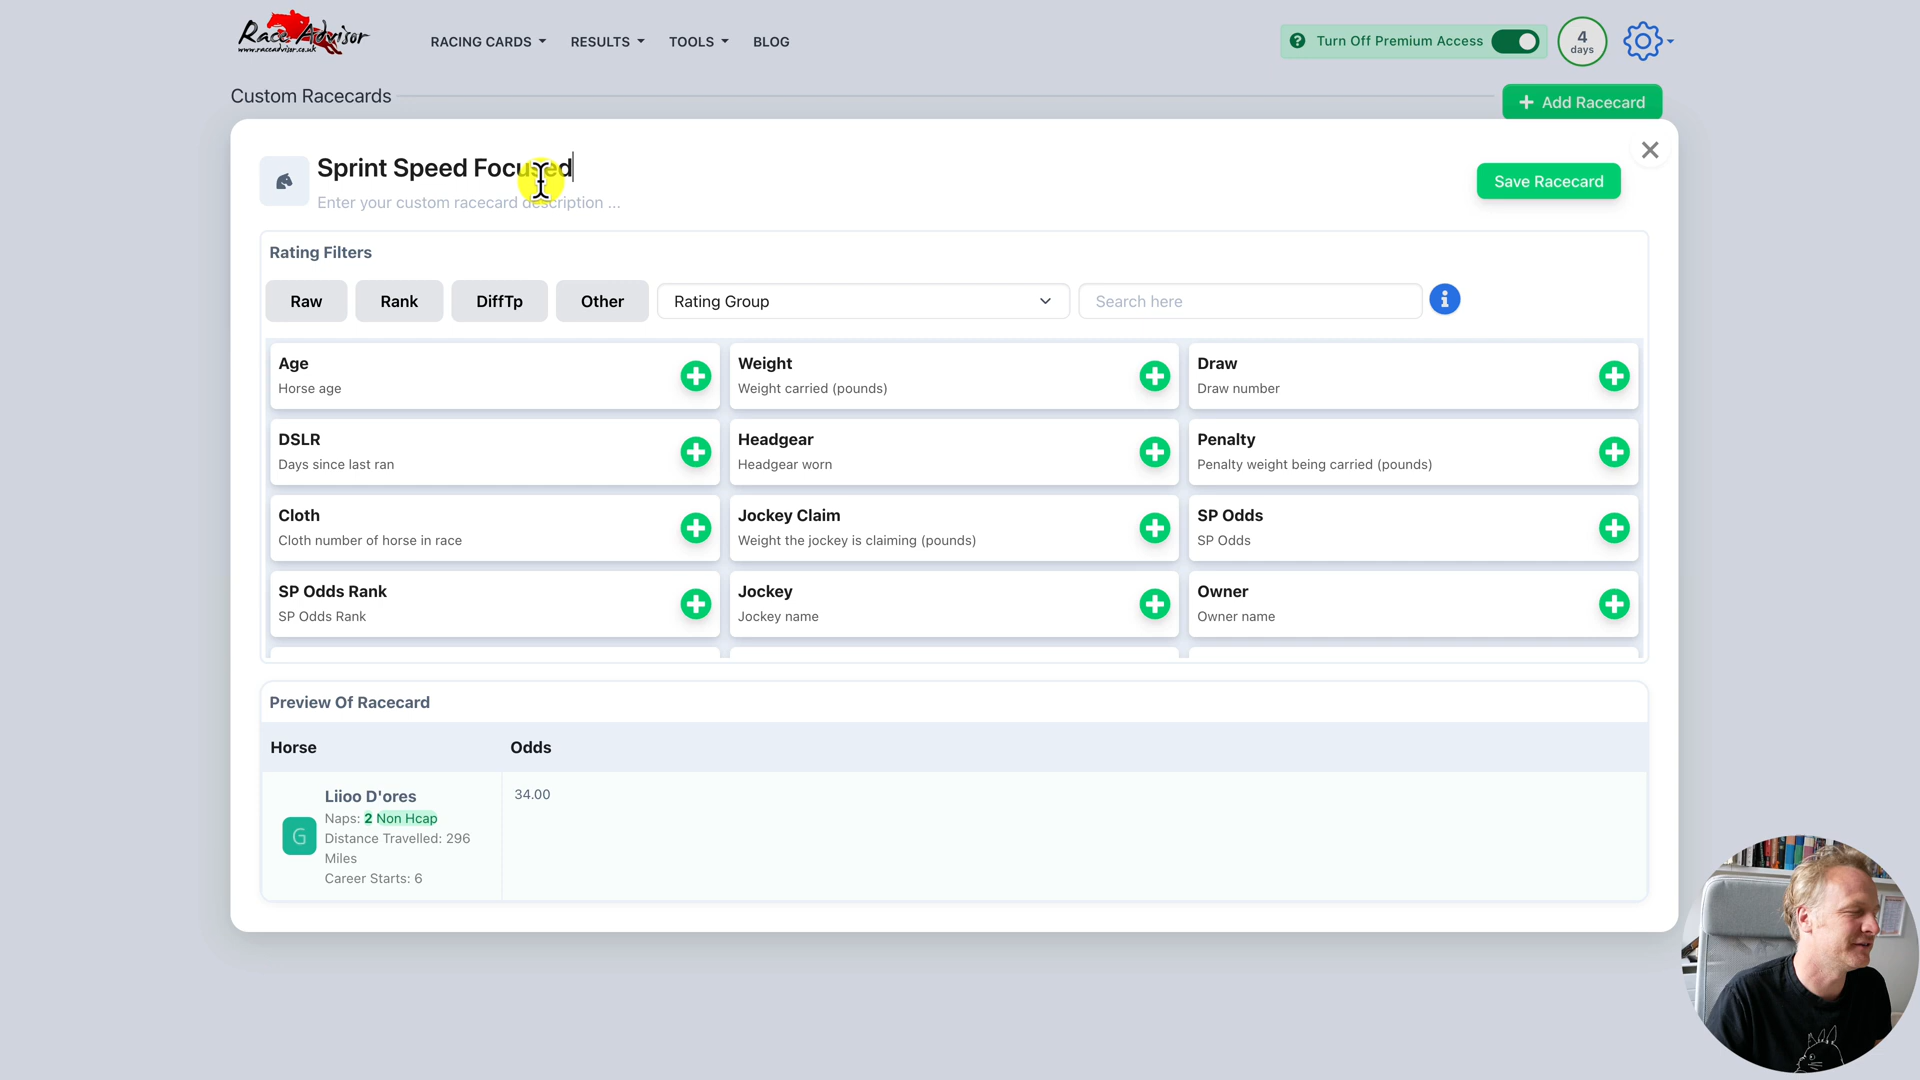 Race Advisor
www.raceadvisor.co.uk
RACING CARDS
RESULTS
TOOLS
BLOG
Turn Off Premium Access
4
days
Custom Racecards
Add Racecard
Sprint Speed Focused
Enter your custom racecard description ...
Save Racecard
Rating Filters
Raw
Rank
DiffTp
Other
Rating Group
Search here
Age
Horse age
Weight
Weight carried (pounds)
Draw
Draw number
DSLR
Days since last ran
Headgear
Headgear worn
Penalty
Penalty weight being carried (pounds)
Cloth
Cloth number of horse in race
Jockey Claim
Weight the jockey is claiming (pounds)
SP Odds
SP Odds
SP Odds Rank
SP Odds Rank
Jockey
Jockey name
Owner
Owner name
Preview Of Racecard
Horse
Odds
G
Liioo D'ores
Naps: 2 Non Hcap
Distance Travelled: 296
Miles
Career Starts: 6
34.00